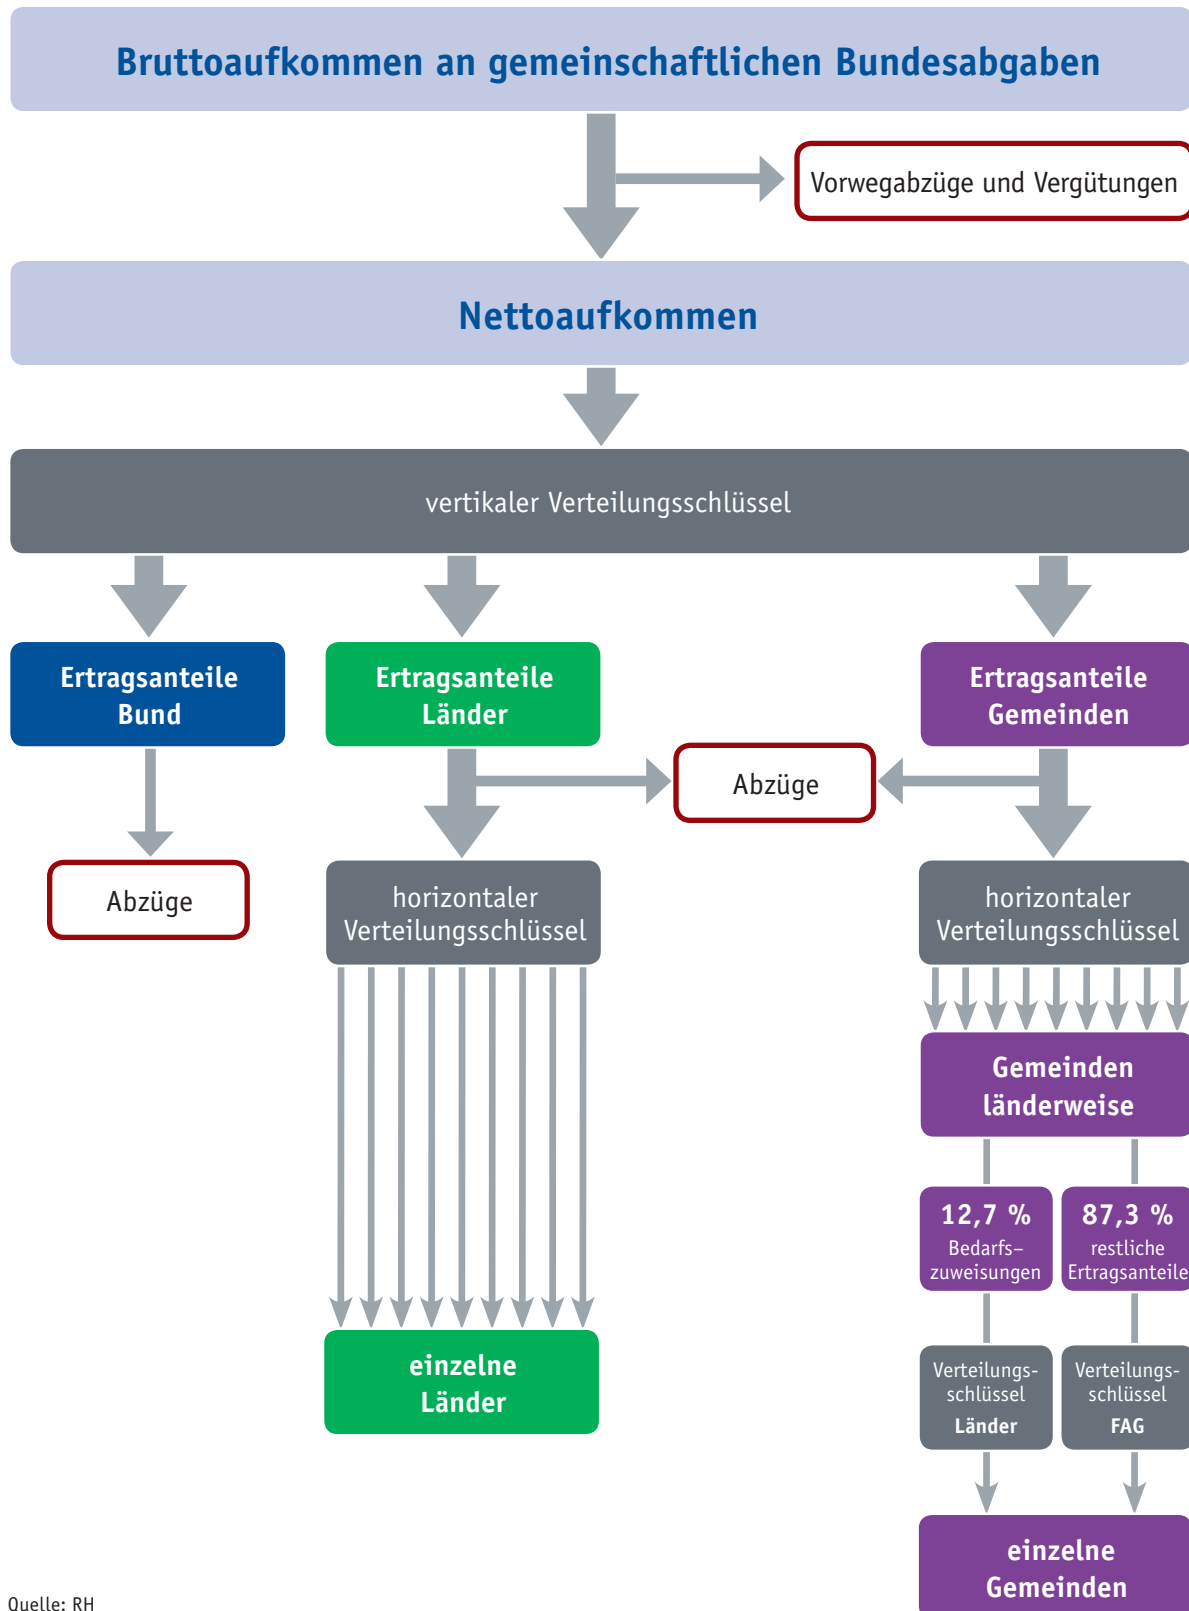 Bruttoaufkommen an gemeinschaftlichen Bundesabgaben
Vorwegabzüge und Vergütungen
Nettoaufkommen
vertikaler Verteilungsschlüssel
Ertragsanteile
Bund
Ertragsanteile
Länder
Ertragsanteile
Gemeinden
Abzüge
Abzüge
horizontaler
Verteilungsschlüssel
horizontaler
Verteilungsschlüssel
Gemeinden
länderweise
12,7 %
Bedarfs–
zuweisungen
87,3 %
restliche
Ertragsanteile
einzelne
Länder
Verteilungs-
schlüssel
Länder
Verteilungs-
schlüssel
FAG
einzelne
Gemeinden
Quelle: RH